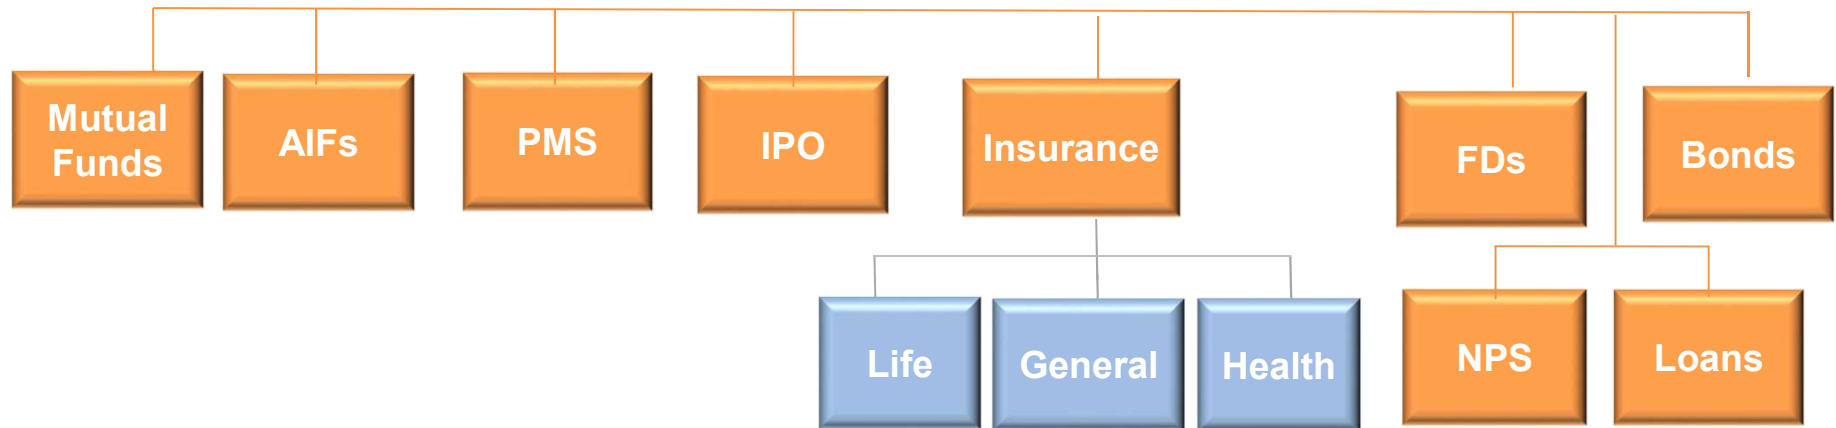 Mutual
Funds
AIFs
PMS
IPO
Insurance
FDs
Bonds
Life
General
Health
NPS
Loans